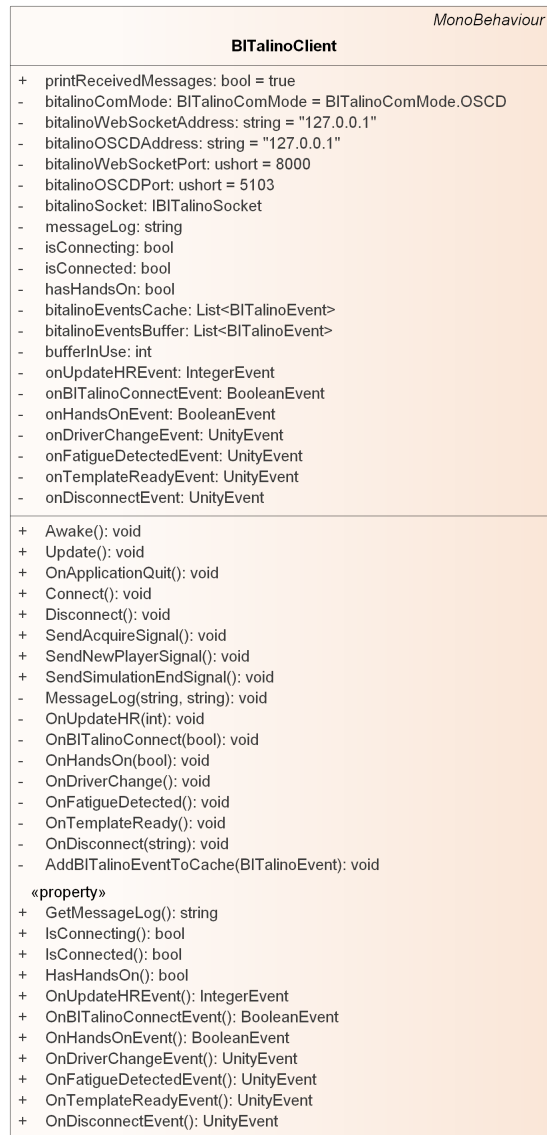 MonoBehaviour
BITalinoClient
+ printReceivedMessages: bool = true
- bitalinoComMode: BITalinoComMode = BITalinoComMode.OSCD
- bitalinoWebSocketAddress: string = "127.0.0.1"
- bitalinoOSCDAddress: string = "127.0.0.1"
- bitalinoWebSocketPort: ushort = 8000
- bitalinoOSCDPort: ushort = 5103
- bitalinoSocket: IBITalinoSocket
- messageLog: string
- isConnecting: bool
- isConnected: bool
- hasHandsOn: bool
- bitalinoEventsCache: List<BITalinoEvent>
- bitalinoEventsBuffer: List<BITalinoEvent>
- bufferInUse: int
- onUpdateHREvent: IntegerEvent
- onBITalinoConnectEvent: BooleanEvent
- onHandsOnEvent: BooleanEvent
- onDriverChangeEvent: UnityEvent
- onFatigueDetectedEvent: UnityEvent
- onTemplateReadyEvent: UnityEvent
- onDisconnectEvent: UnityEvent
+ Awake(): void
+ Update(): void
+ OnApplicationQuit(): void
+ Connect(): void
+ Disconnect(): void
+ SendAcquireSignal(): void
+ SendNewPlayerSignal(): void
+ SendSimulationEndSignal(): void
- MessageLog(string, string): void
- OnUpdateHR(int): void
- OnBITalinoConnect(bool): void
- OnHandsOn(bool): void
- OnDriverChange(): void
- OnFatigueDetected(): void
- OnTemplateReady(): void
- OnDisconnect(string): void
- AddBITalinoEventToCache(BITalinoEvent): void
«property»
+ GetMessageLog(): string
+ IsConnecting(): bool
+ IsConnected(): bool
+ HasHandsOn(): bool
+ OnUpdateHREvent(): IntegerEvent
+ OnBITalinoConnectEvent(): BooleanEvent
+ OnHandsOnEvent(): BooleanEvent
+ OnDriverChangeEvent(): UnityEvent
+ OnFatigueDetectedEvent(): UnityEvent
+ OnTemplateReadyEvent(): UnityEvent
+ OnDisconnectEvent(): UnityEvent